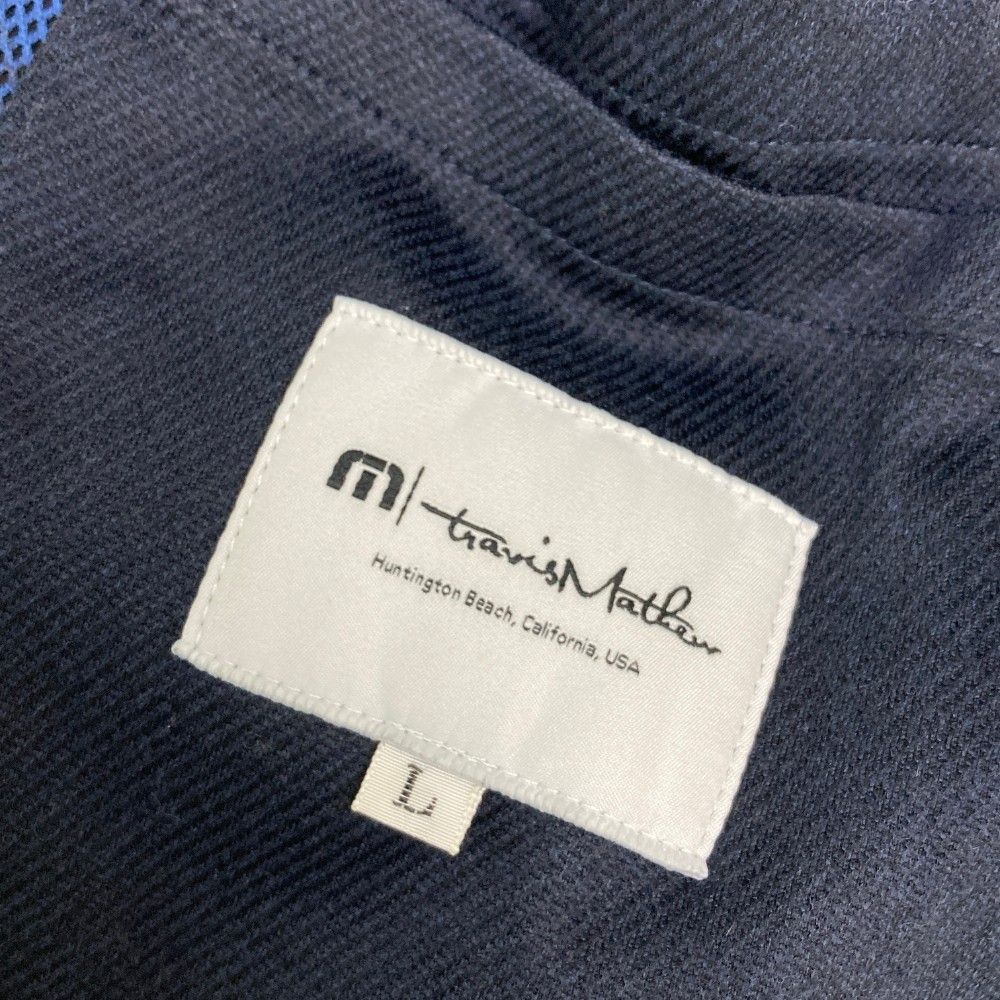 travisMathew
Huntington Beach, California, USA
L